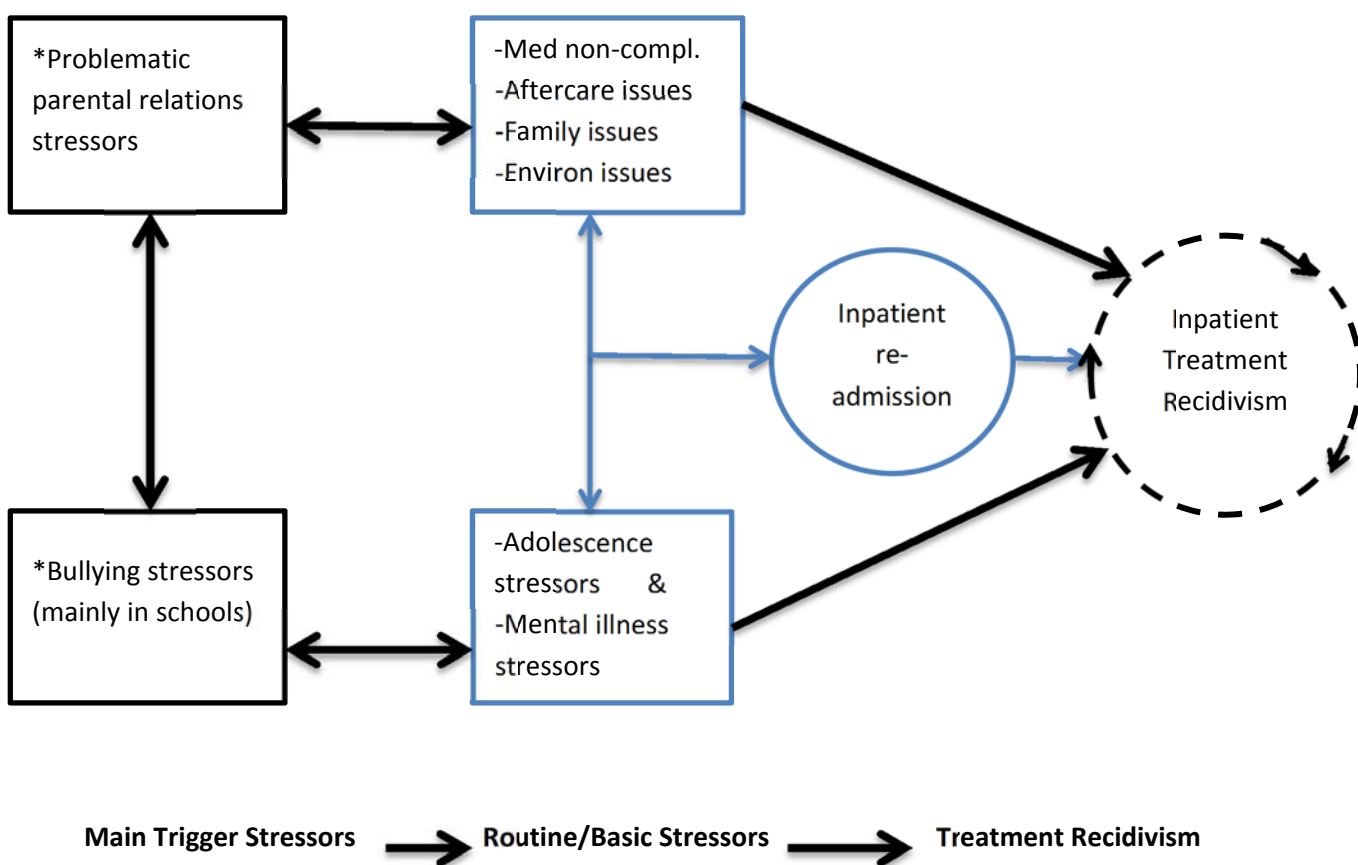 *Problematic
parental relations
stressors
-Med non-compl.
-Aftercare issues
-Family issues
-Environ issues
Inpatient
re-
admission
Inpatient
Treatment
Recidivism
*Bullying stressors
(mainly in schools)
-Adolescence
stressors &
-Mental illness
stressors
Main Trigger Stressors Routine/Basic Stressors Treatment Recidivism